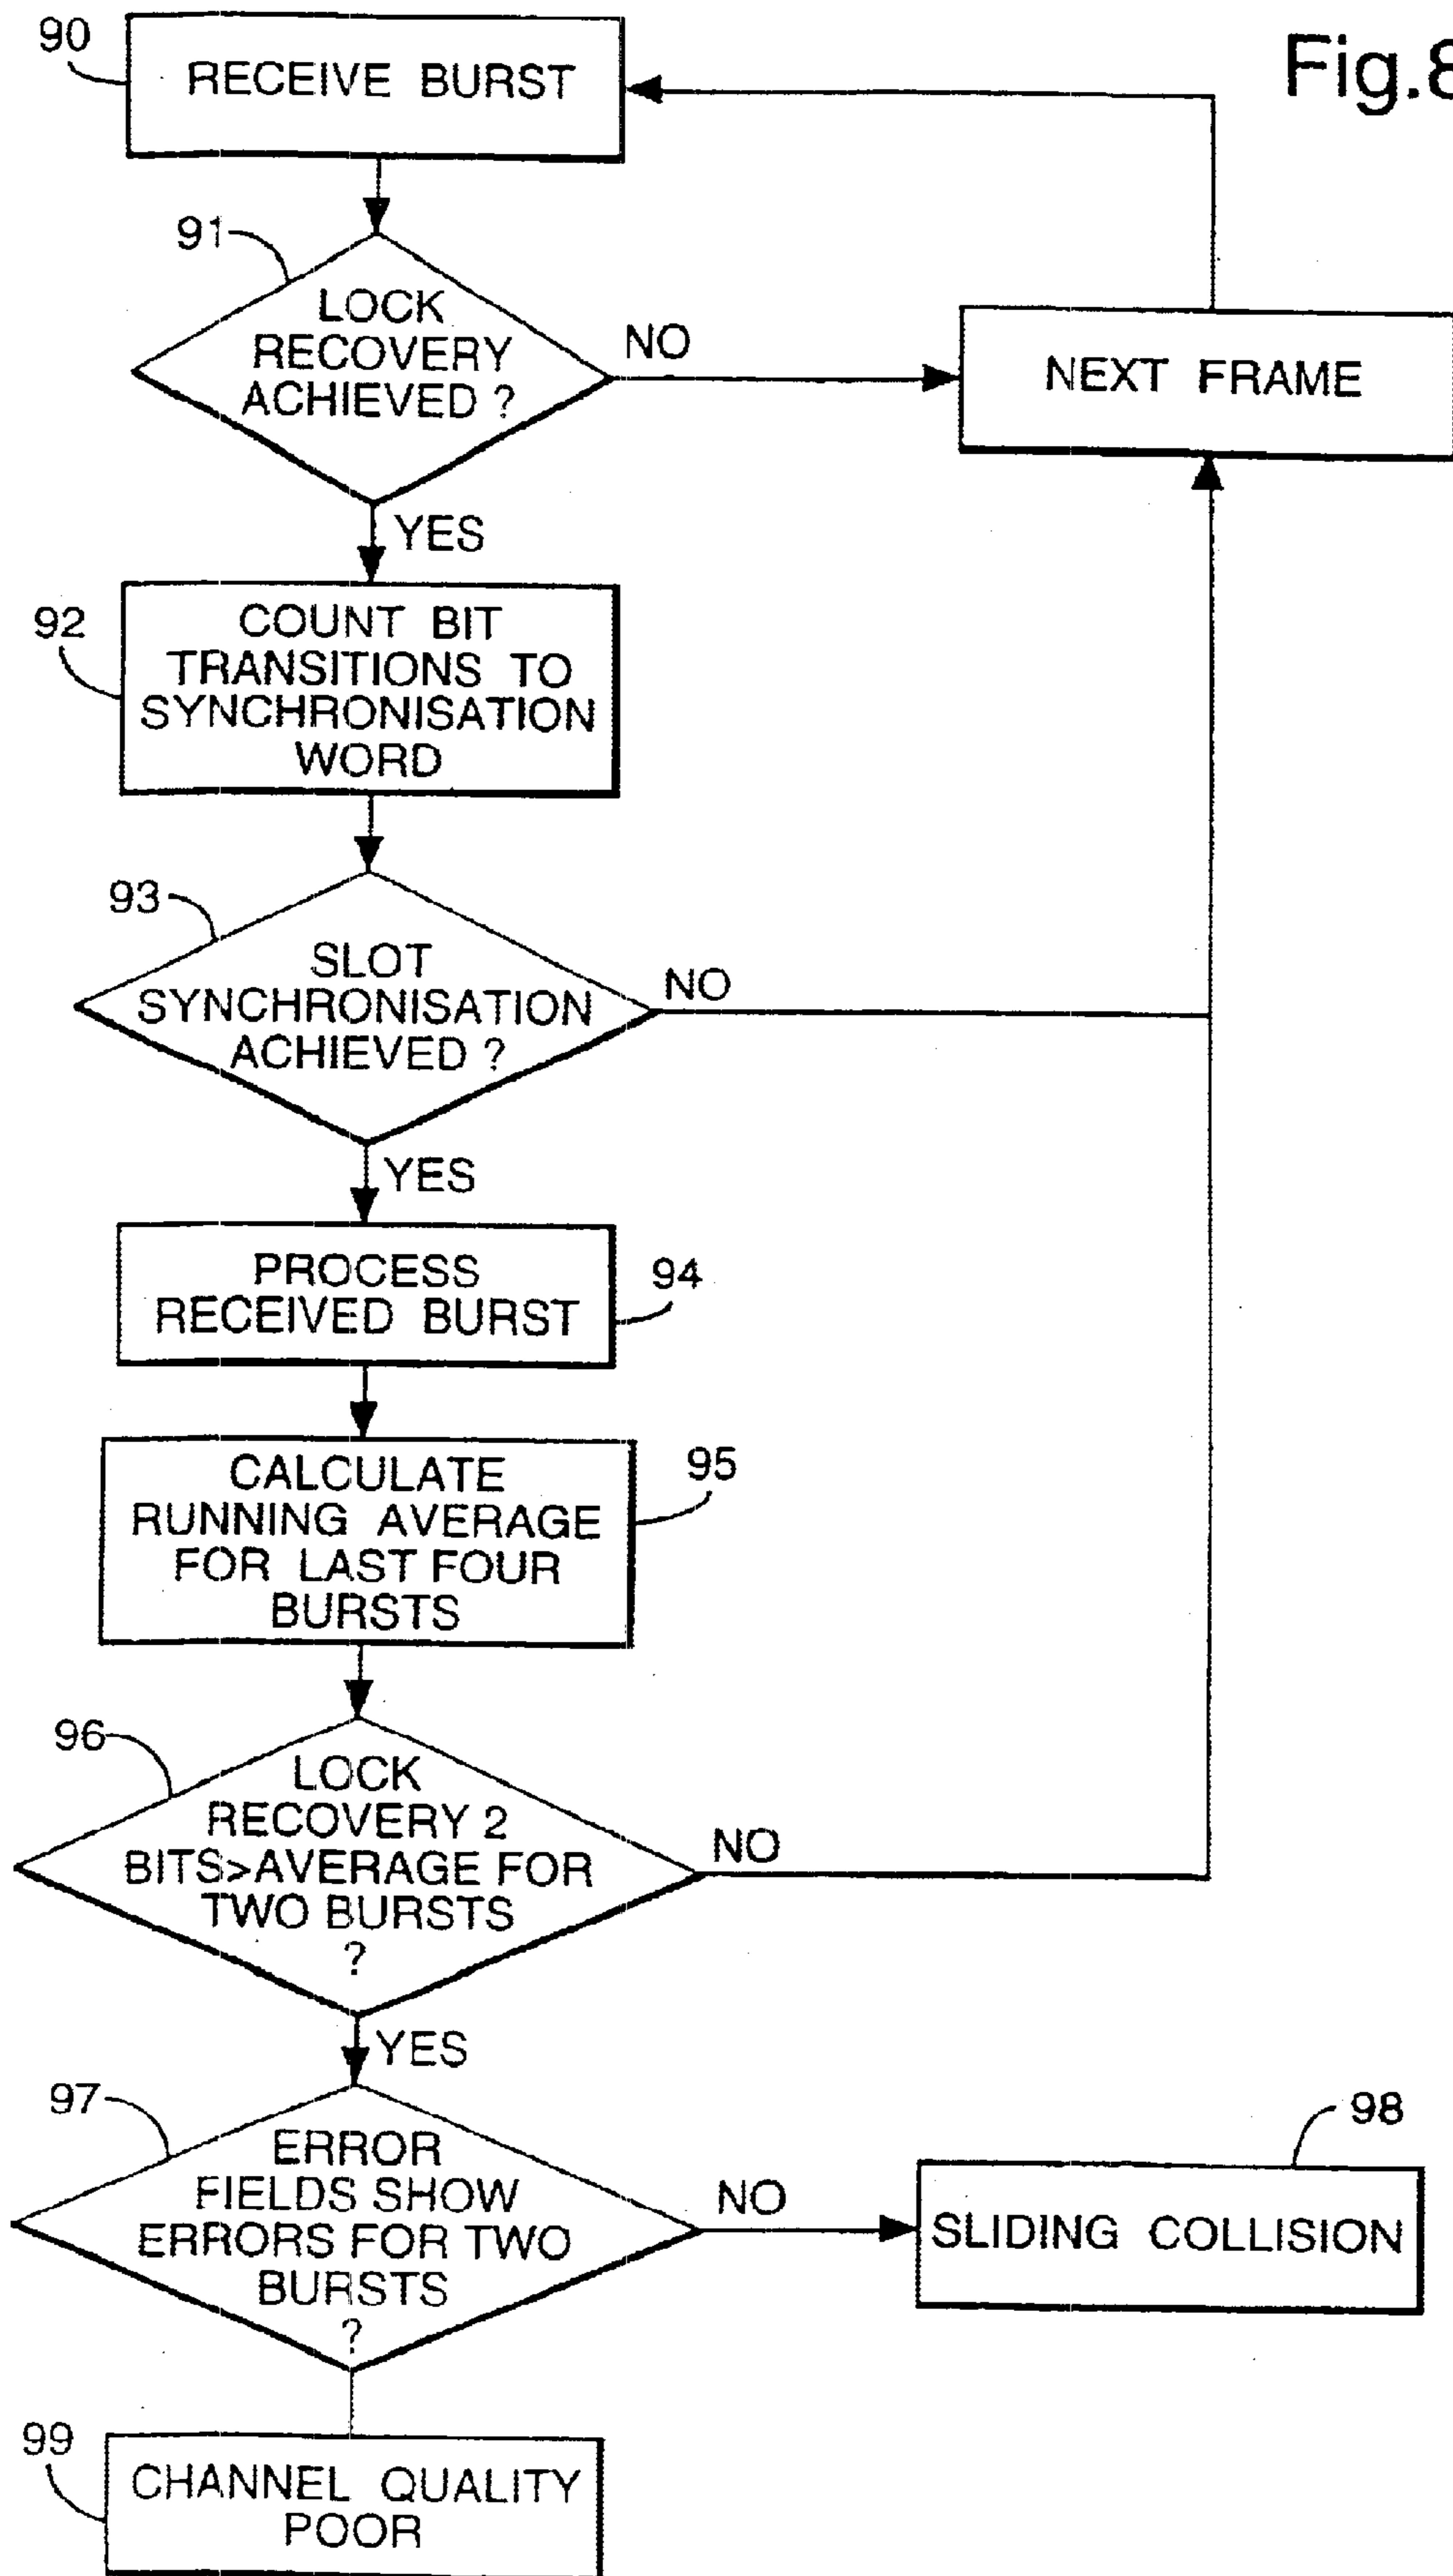 Fig.8
90
RECEIVE BURST
91
LOCK
RECOVERY
ACHIEVED ?
NO
NEXT FRAME
YES
92
COUNT BIT
TRANSITIONS TO
SYNCHRONISATION
WORD
93
SLOT
SYNCHRONISATION
ACHIEVED ?
NO
YES
PROCESS
RECEIVED BURST
94
CALCULATE
RUNNING AVERAGE
FOR LAST FOUR
BURSTS
95
96
LOCK
RECOVERY 2
BITS>AVERAGE FOR
TWO BURSTS
?
NO
YES
97
ERROR
FIELDS SHOW
ERRORS FOR TWO
BURSTS
?
NO
98
SLIDING COLLISION
99
CHANNEL QUALITY
POOR